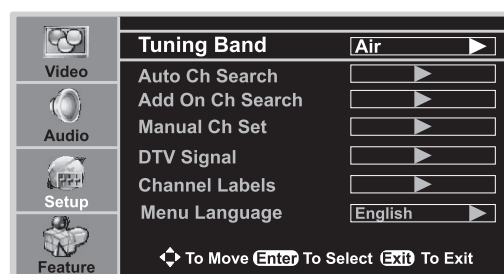 Video
Audio
Setup
Feature
Tuning Band Air
Auto Ch Search
Add On Ch Search
Manual Ch Set
DTV Signal
Channel Labels
Menu Language English
To Move Enter To Select Exit To Exit